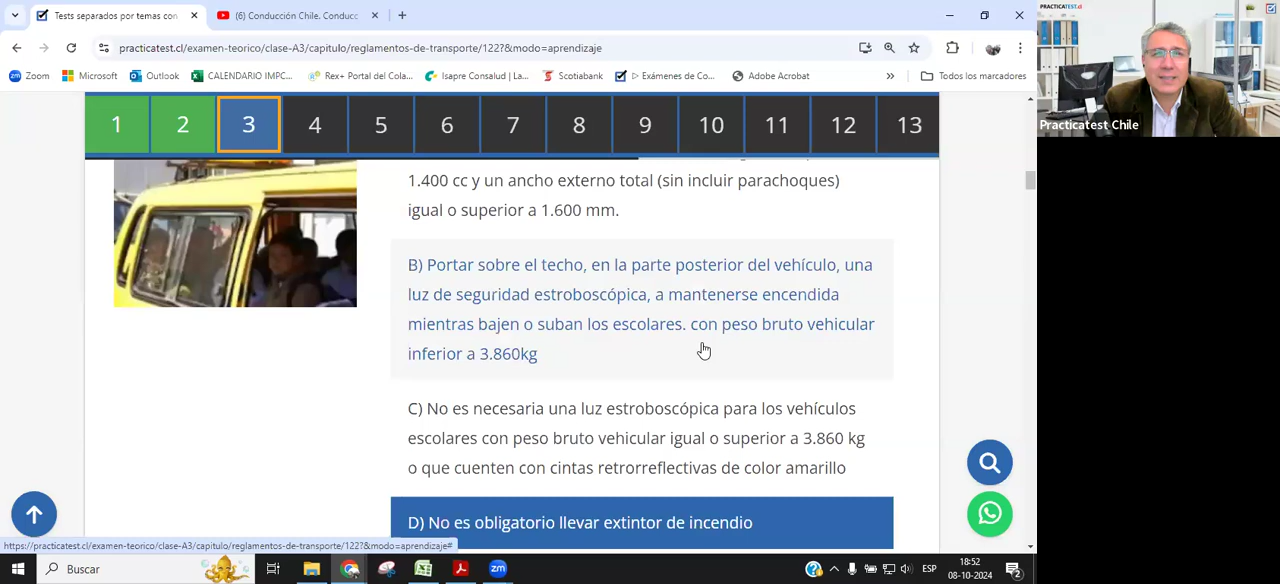 Tests separados por temas con
(6) Conducción Chile. Conducc
practicatest.cl/examen-teorico/clase-A3/capitulo/reglamentos-de-transporte/122?&modo=aprendizaje
Zoom
Microsoft
Outlook
CALENDARIO IMPC...
Rex+ Portal del Cola...
Isapre Consalud | La...
Scotiabank
▷ Exámenes de Co...
Adobe Acrobat
»
Todos los marcadores
PRACTICATEST.cl
Practicatest Chile
1 2 3 4 6 7 8 9 10 11 12 13
1.400 cc y un ancho externo total (sin incluir parachoques)
igual o superior a 1.600 mm.
B) Portar sobre el techo, en la parte posterior del vehículo, una
luz de seguridad estroboscópica, a mantenerse encendida
mientras bajen o suban los escolares. con peso bruto vehicular
inferior a 3.860kg
C) No es necesaria una luz estroboscópica para los vehículos
escolares con peso bruto vehicular igual o superior a 3.860 kg
o que cuenten con cintas retrorreflectivas de color amarillo
D) No es obligatorio llevar extintor de incendio
https://practicatest.cl/examen-teorico/clase-A3/capitulo/reglamentos-de-transporte/122?&modo=aprendizaje#
Buscar
ESP
18:52
08-10-2024
2